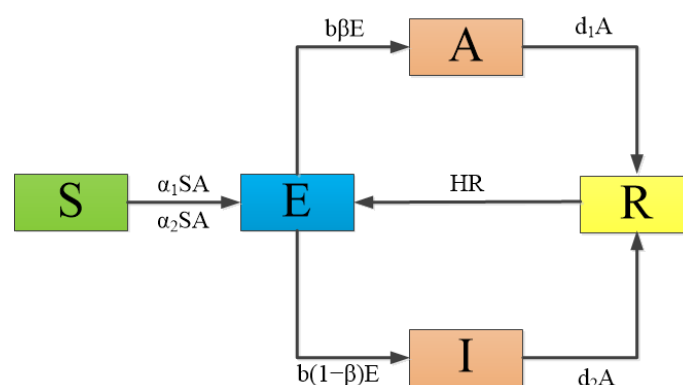 bβE
A
d₁A
S
α₁SA
α₂SA
E
HR
R
b(1−β)E
I
d₂A